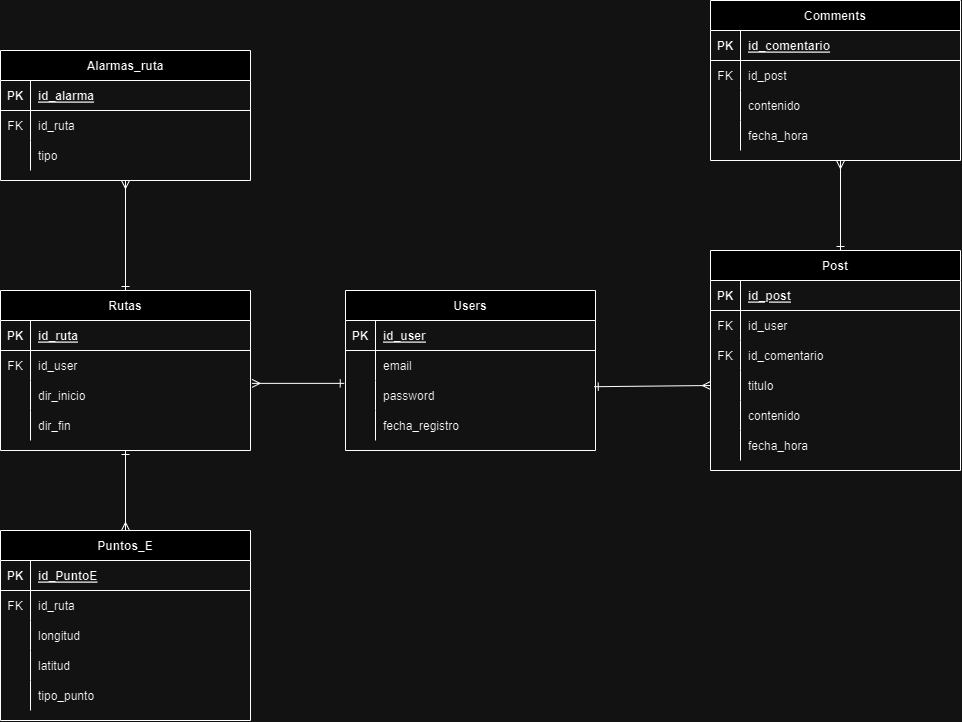 Comments
PK id_comentario
FK id_post
contenido
fecha_hora
Alarmas_ruta
PK id_alarma
FK id_ruta
tipo
Rutas
PK id_ruta
FK id_user
dir_inicio
dir_fin
Users
PK id_user
email
password
fecha_registro
Post
PK id_post
FK id_user
FK id_comentario
titulo
contenido
fecha_hora
Puntos_E
PK id_PuntoE
FK id_ruta
longitud
latitud
tipo_punto